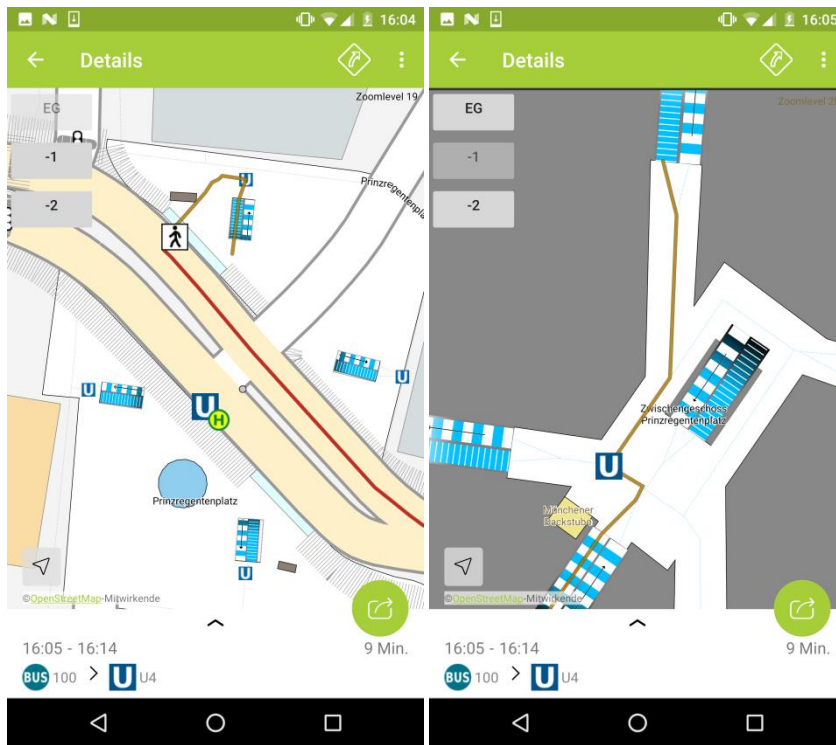 16:04
Details
Zoomlevel 19
EG
-1
-2
Prinzregentenpl
U
U
U
U
H
Prinzregentenplatz
U
©OpenStreetMap-Mitwirkende
16:05 - 16:14
9 Min.
BUS 100 > U U4
16:05
Details
Zoomlevel
EG
-1
-2
Zwischengeschoss
Prinzregentenplatz
U
Münchener
Backstube
©OpenStreetMap-Mitwirkende
16:05 - 16:14
9 Min.
BUS 100 > U U4